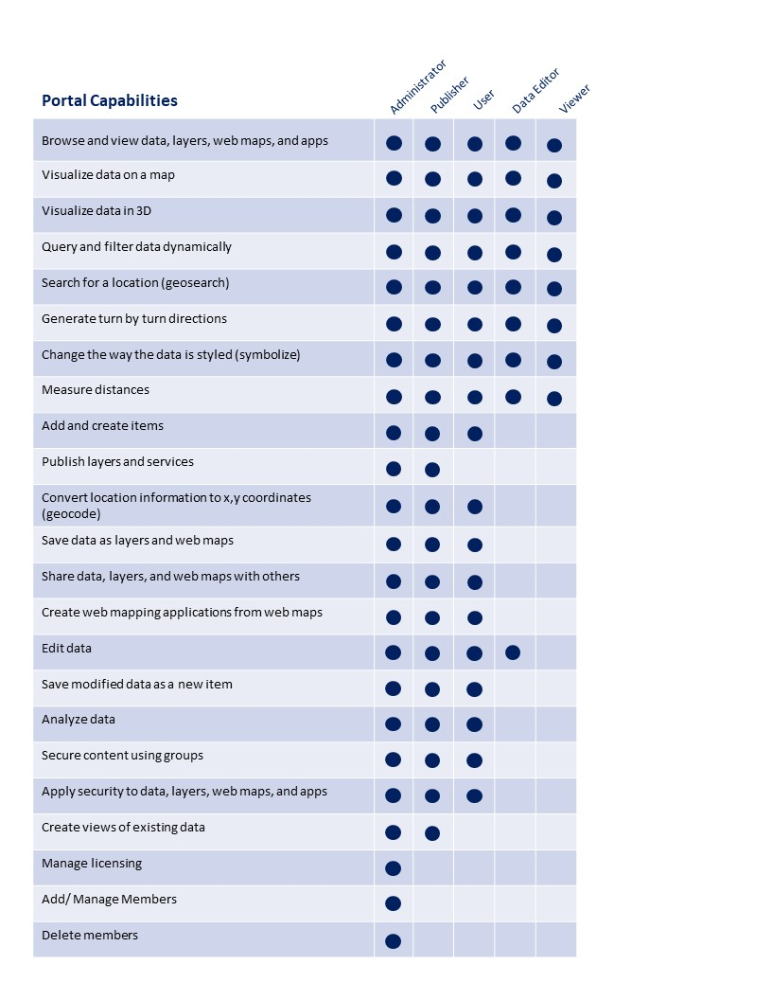 Portal Capabilities
Administrator
Publisher
User
Data Editor
Viewer
Browse and view data, layers, web maps, and apps
Visualize data on a map
Visualize data in 3D
Query and filter data dynamically
Search for a location (geosearch)
Generate turn by turn directions
Change the way the data is styled (symbolize)
Measure distances
Add and create items
Publish layers and services
Convert location information to x,y coordinates
(geocode)
Save data as layers and web maps
Share data, layers, and web maps with others
Create web mapping applications from web maps
Edit data
Save modified data as a new item
Analyze data
Secure content using groups
Apply security to data, layers, web maps, and apps
Create views of existing data
Manage licensing
Add/ Manage Members
Delete members